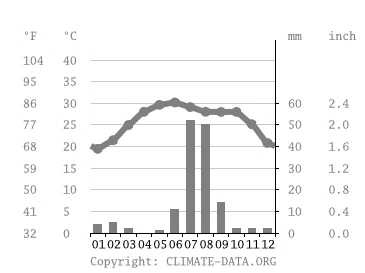 °F °C mm inch
104 40
95 35
86 30 60 2.4
77 25 50 2.0
68 20 40 1.6
59 15 30 1.2
50 10 20 0.8
41 5 10 0.4
32 0 0 0.0
01 02 03 04 05 06 07 08 09 10 11 12
Copyright: CLIMATE-DATA.ORG